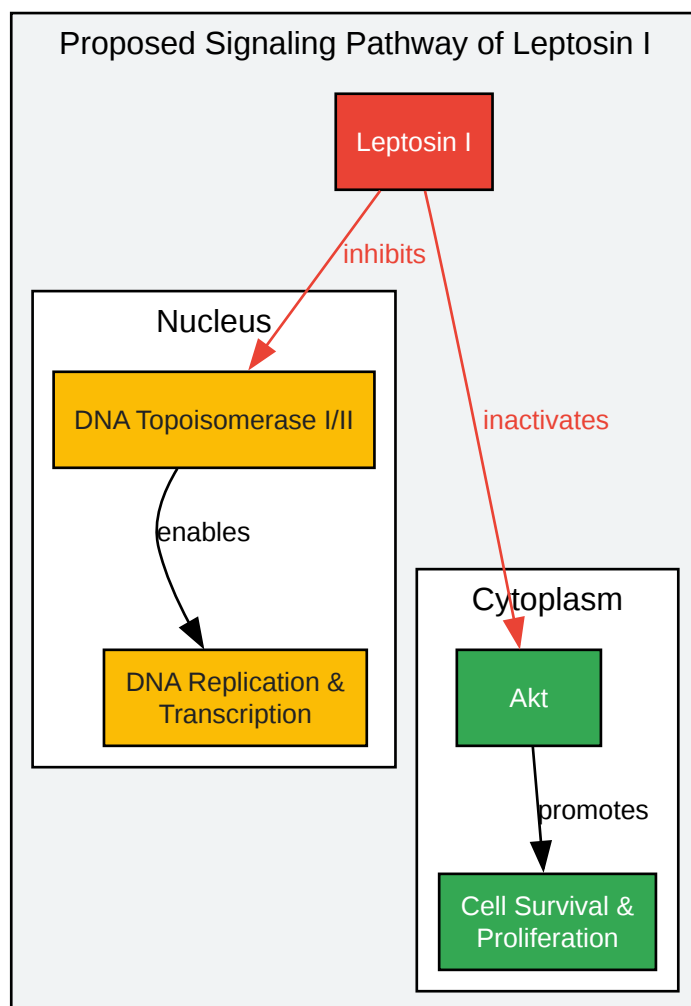 Proposed Signaling Pathway of Leptosin I
Leptosin I
inhibits
Nucleus
DNA Topoisomerase I/II
inactivates
enables
Cytoplasm
DNA Replication &
Transcription
Akt
promotes
Cell Survival &
Proliferation